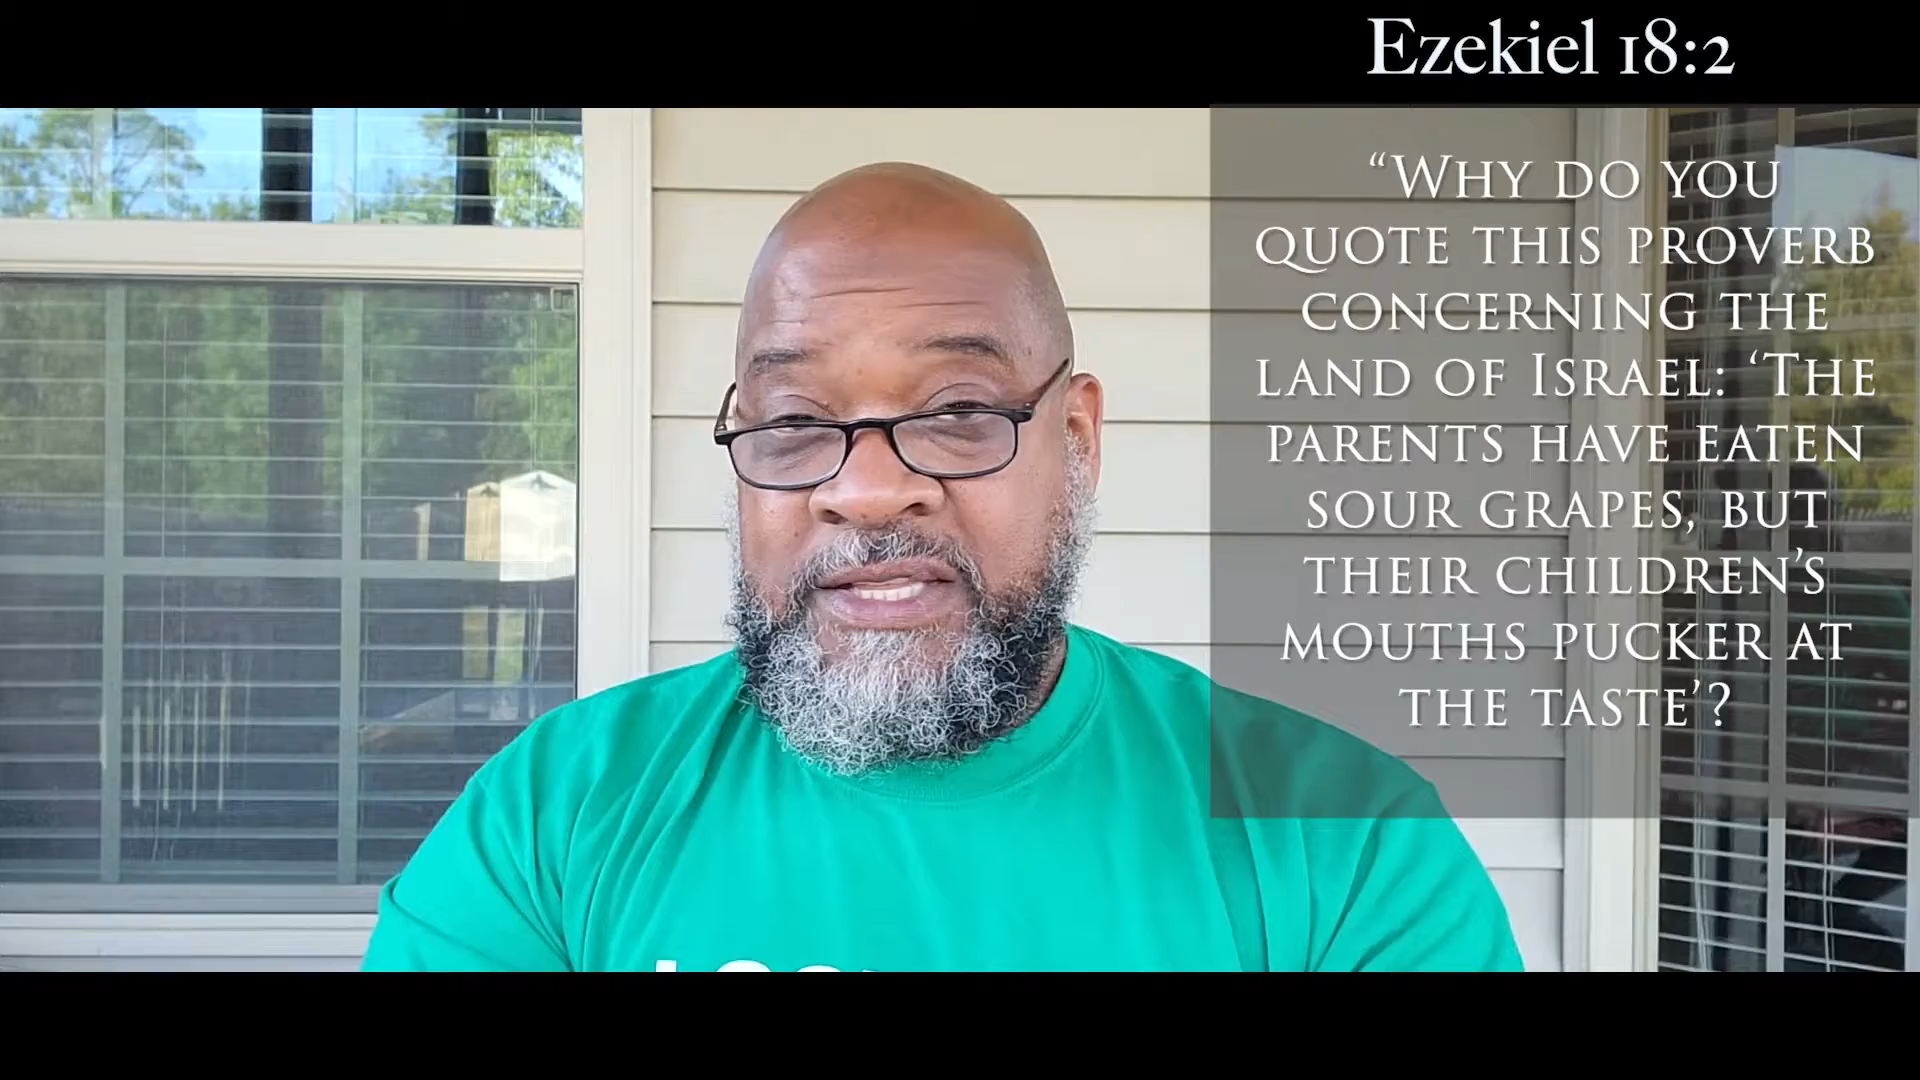 Ezekiel 18:2
“Why do you
quote this proverb
concerning the
land of Israel: ‘The
parents have eaten
sour grapes, but
their children’s
mouths pucker at
the taste’?